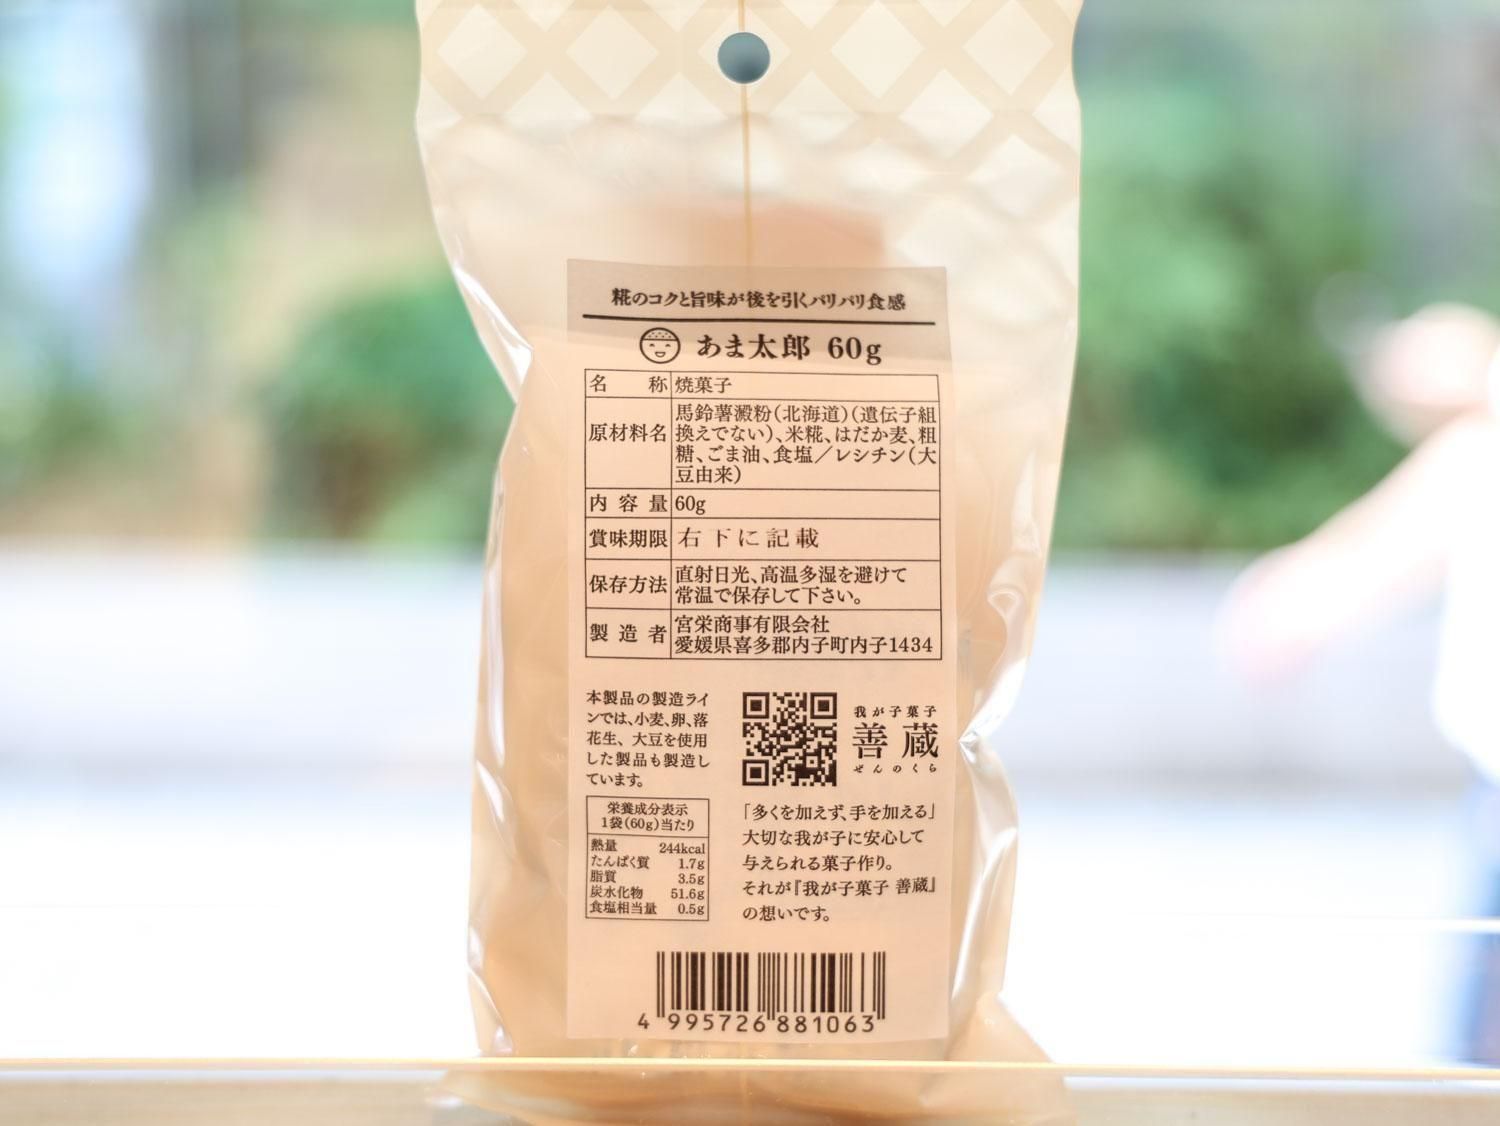 糀のコクと旨味が後を引くパリパリ食感
あま太郎 60g
名称 焼菓子
原材料名 馬鈴薯澱粉(北海道)(遺伝子組
換えでない)、米糀、はだか麦、粗
糖、ごま油、食塩／レシチン(大
豆由来)
内容量 60g
賞味期限 右下に記載
保存方法 直射日光、高温多湿を避けて
常温で保存して下さい。
製造者 宮栄商事有限会社
愛媛県喜多郡内子町内子1434
本製品の製造ライ
ンでは、小麦、卵、落
花生、大豆を使用
した製品も製造し
ています。
我が子菓子
善蔵
ぜんのくら
栄養成分表示
1袋(60g)当たり
熱量 244kcal
たんぱく質 1.7g
脂質 3.5g
炭水化物 51.6g
食塩相当量 0.5g
「多くを加えず、手を加える」
大切な我が子に安心して
与えられる菓子作り。
それが『我が子菓子 善蔵』
の想いです。
4 995726 881063